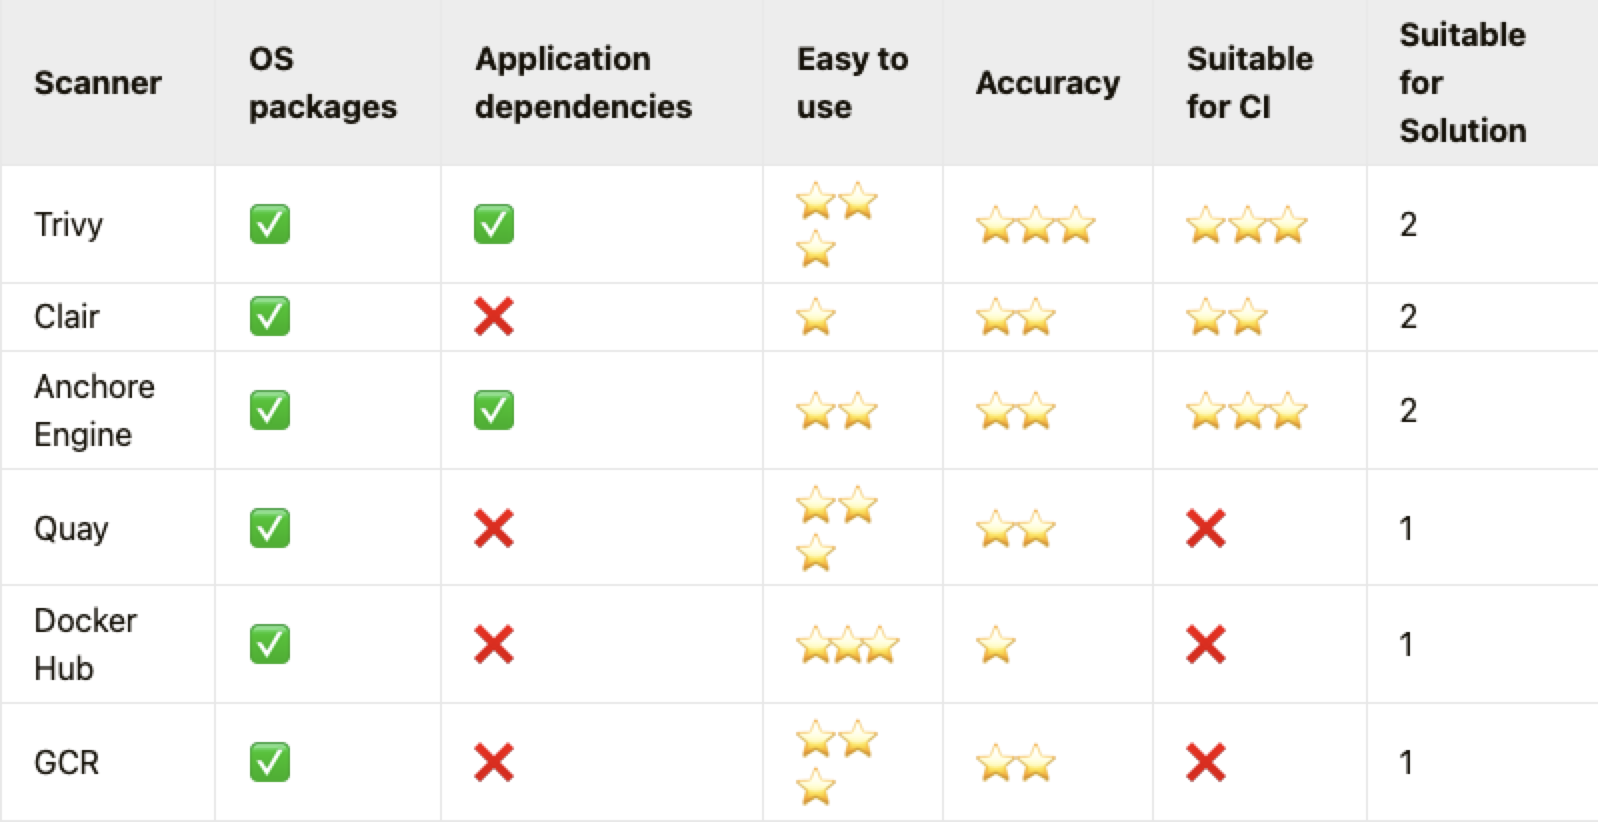 Scanner
OS
packages
Application
dependencies
Easy to
use
Accuracy
Suitable
for CI
Suitable
for
Solution
Trivy
✅
✅
⭐⭐
⭐
⭐⭐⭐
⭐⭐⭐
2
Clair
✅
❌
⭐
⭐⭐
⭐⭐
2
Anchore
Engine
✅
✅
⭐⭐
⭐⭐
⭐⭐⭐
2
Quay
✅
❌
⭐⭐
⭐
⭐⭐
❌
1
Docker
Hub
✅
❌
⭐⭐⭐
⭐
❌
1
GCR
✅
❌
⭐⭐
⭐
⭐⭐
❌
1